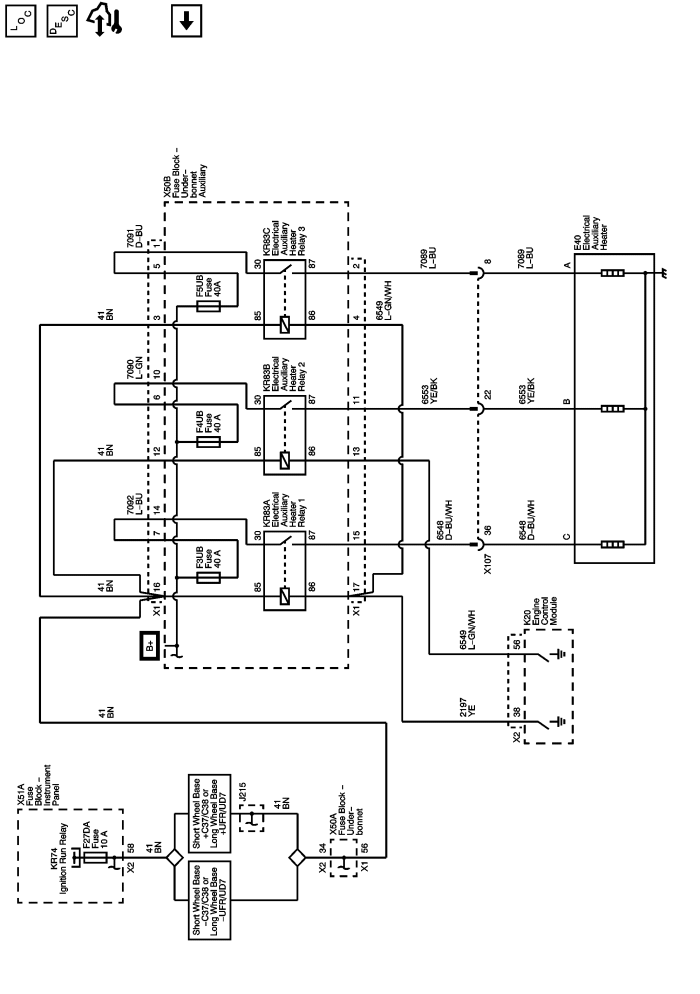 LOC
DESC
X50B
Fuse Block –
Under-
bonnet
Auxiliary
7091
D–BU
1
5
41
BN
3
F5UB
Fuse
40A
30
87
85
86
KR83C
Electrical
Auxiliary
Heater
Relay 3
2
4
6549
L–GN/WH
7089
L–BU
8
7089
L–BU
A
E40
Electrical
Auxiliary
Heater
7090
L–GN
10
6
41
BN
12
F4UB
Fuse
40 A
30
87
85
86
KR83B
Electrical
Auxiliary
Heater
Relay 2
11
13
6553
YE/BK
22
6553
YE/BK
B
7092
L–BU
14
7
41
BN
16
X1
F3UB
Fuse
40 A
30
87
85
86
KR83A
Electrical
Auxiliary
Heater
Relay 1
15
17
X1
6548
D–BU/WH
36
X107
6548
D–BU/WH
C
B+
41
BN
6549
L–GN/WH
56
K20
Engine
Control
Module
2197
YE
38
X2
X51A
Fuse
Block –
Instrument
Panel
KR74
Ignition Run Relay
F27DA
Fuse
10 A
58
X2
41
BN
Short Wheel Base
+C37/C38 or
Long Wheel Base
+UFR/UD7
J215
41
BN
Short Wheel Base
–C37/C38 or
Long Wheel Base
–UFR/UD7
X50A
Fuse Block –
Under-
bonnet
34
X2
56
X1